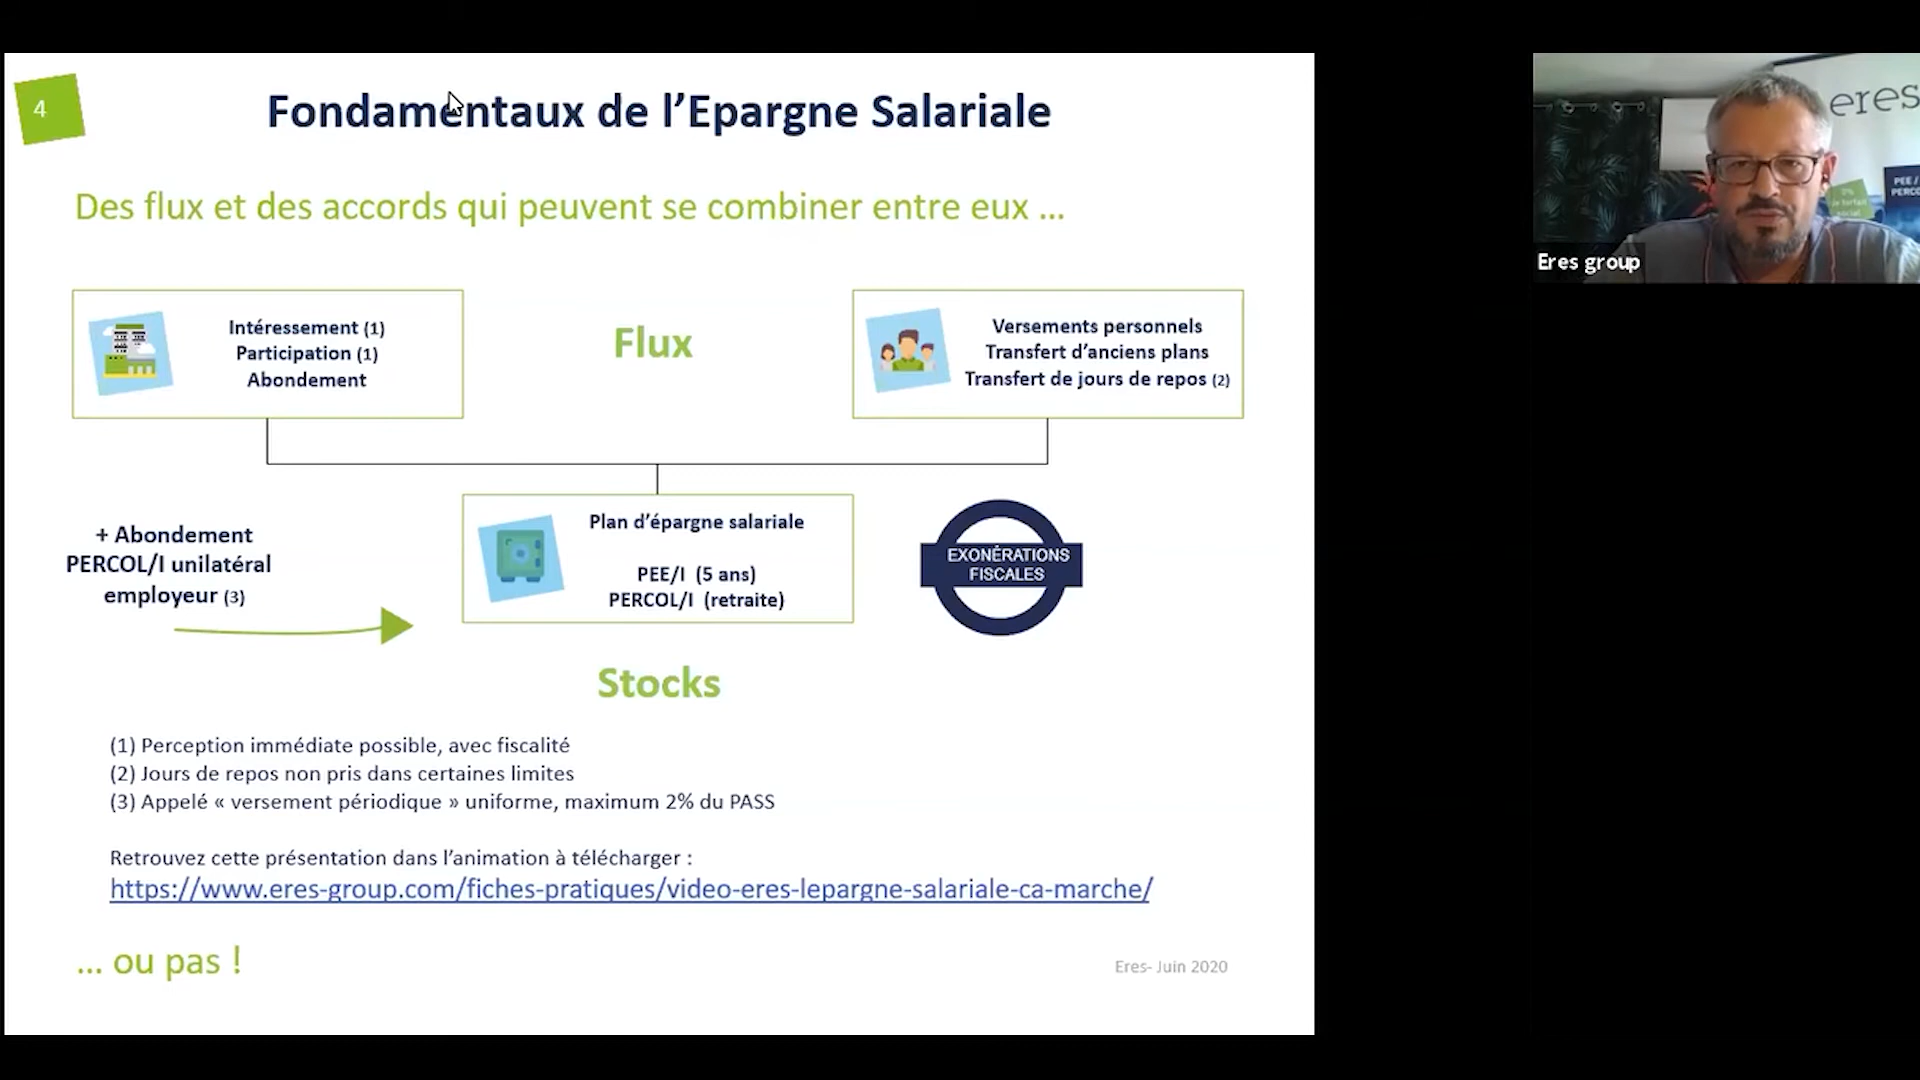 4
Fondamentaux de l’Epargne Salariale
Des flux et des accords qui peuvent se combiner entre eux ...
Intéressement (1)
Participation (1)
Abondement
Flux
Versements personnels
Transfert d’anciens plans
Transfert de jours de repos (2)
+ Abondement
PERCOL/I unilatéral
employeur (3)
Plan d’épargne salariale
PEE/I (5 ans)
PERCOL/I (retraite)
EXONÉRATIONS
FISCALES
Stocks
(1) Perception immédiate possible, avec fiscalité
(2) Jours de repos non pris dans certaines limites
(3) Appelé « versement périodique » uniforme, maximum 2% du PASS
Retrouvez cette présentation dans l’animation à télécharger :
https://www.eres-group.com/fiches-pratiques/video-eres-lepargne-salariale-ca-marche/
... ou pas !
Eres- Juin 2020
eres
PEE /
Eres group